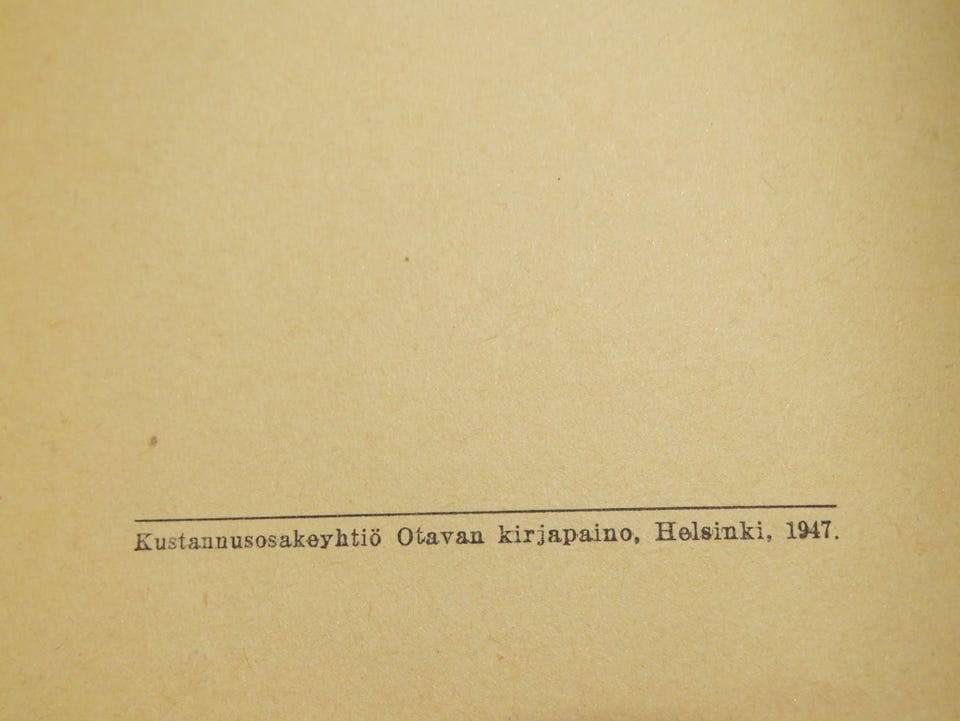 Kustannusosakeyhtiö Otavan kirjapaino, Helsinki, 1947.